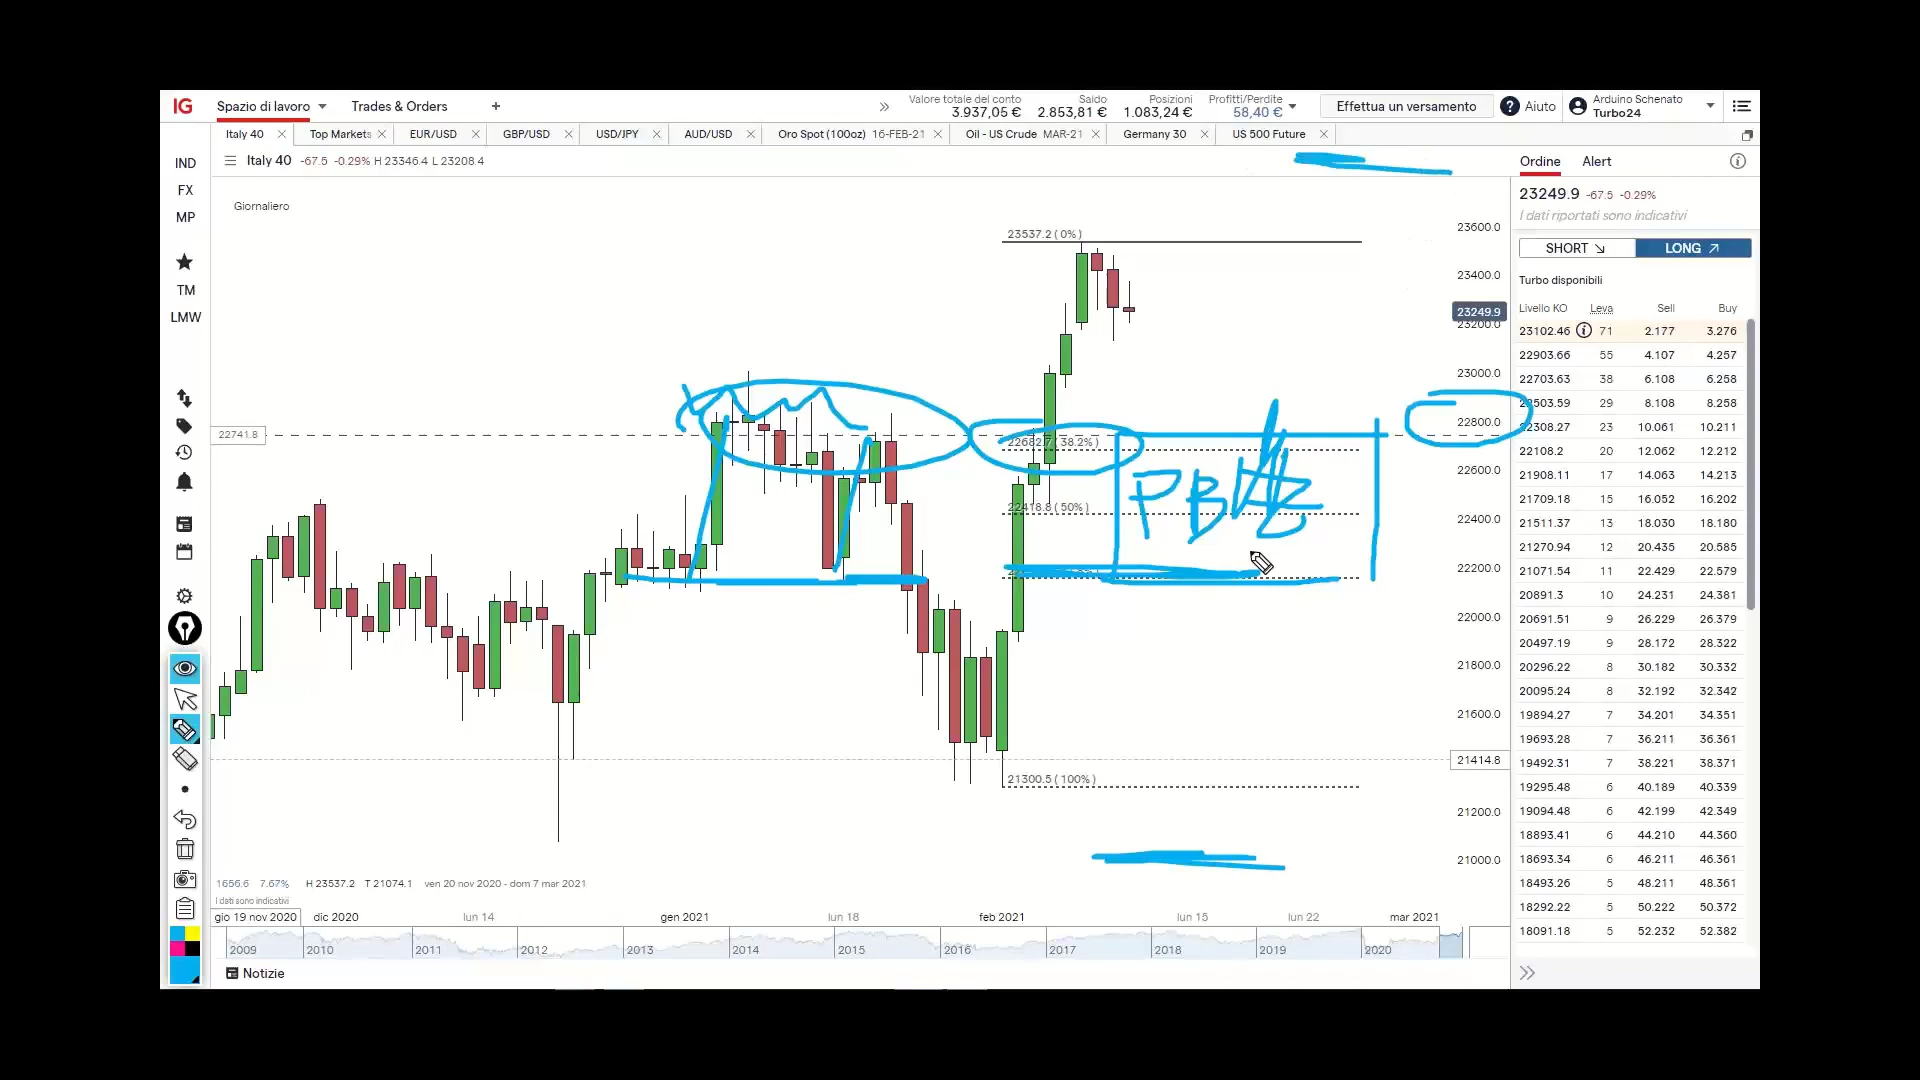 IG Spazio di lavoro Trades & Orders +
Valore totale del conto 3.937,05 €
Saldo 2.853,81 €
Posizioni 1.083,24 €
Profitti/Perdite 58,40 €
Effettua un versamento
? Aiuto
Arduino Schenato
Turbo24
Italy 40
Top Markets
EUR/USD
GBP/USD
USD/JPY
AUD/USD
Oro Spot (100oz) 16-FEB-21
Oil - US Crude MAR-21
Germany 30
US 500 Future
IND
FX
MP
TM
LMW
Italy 40 -67.5 -0.29% H 23346.4 L 23208.4
Giornaliero
23537.2 ( 0% )
22741.8
22682.7 ( 38.2% )
22418.8 ( 50% )
21300.5 ( 100% )
PB
23600.0
23400.0
23249.9
23200.0
23000.0
22800.0
22600.0
22400.0
22200.0
22000.0
21800.0
21600.0
21414.8
21200.0
21000.0
1656.6 7.67% H 23537.2 T 21074.1 ven 20 nov 2020 - dom 7 mar 2021
I dati sono indicativi
gio 19 nov 2020 dic 2020 lun 14 gen 2021 lun 18 feb 2021 lun 15 lun 22 mar 2021
2009 2010 2011 2012 2013 2014 2015 2016 2017 2018 2019 2020
Notizie
Ordine Alert
23249.9 -67.5 -0.29%
I dati riportati sono indicativi
SHORT LONG
Turbo disponibili
Livello KO Leva Sell Buy
23102.46 71 2.177 3.276
22903.66 55 4.107 4.257
22703.63 38 6.108 6.258
22503.59 29 8.108 8.258
22308.27 23 10.061 10.211
22108.2 20 12.062 12.212
21908.11 17 14.063 14.213
21709.18 15 16.052 16.202
21511.37 13 18.030 18.180
21270.94 12 20.435 20.585
21071.54 11 22.429 22.579
20891.3 10 24.231 24.381
20691.51 9 26.229 26.379
20497.19 9 28.172 28.322
20296.22 8 30.182 30.332
20095.24 8 32.192 32.342
19894.27 7 34.201 34.351
19693.28 7 36.211 36.361
19492.31 7 38.221 38.371
19295.48 6 40.189 40.339
19094.48 6 42.199 42.349
18893.41 6 44.210 44.360
18693.34 6 46.211 46.361
18493.26 5 48.211 48.361
18292.22 5 50.222 50.372
18091.18 5 52.232 52.382